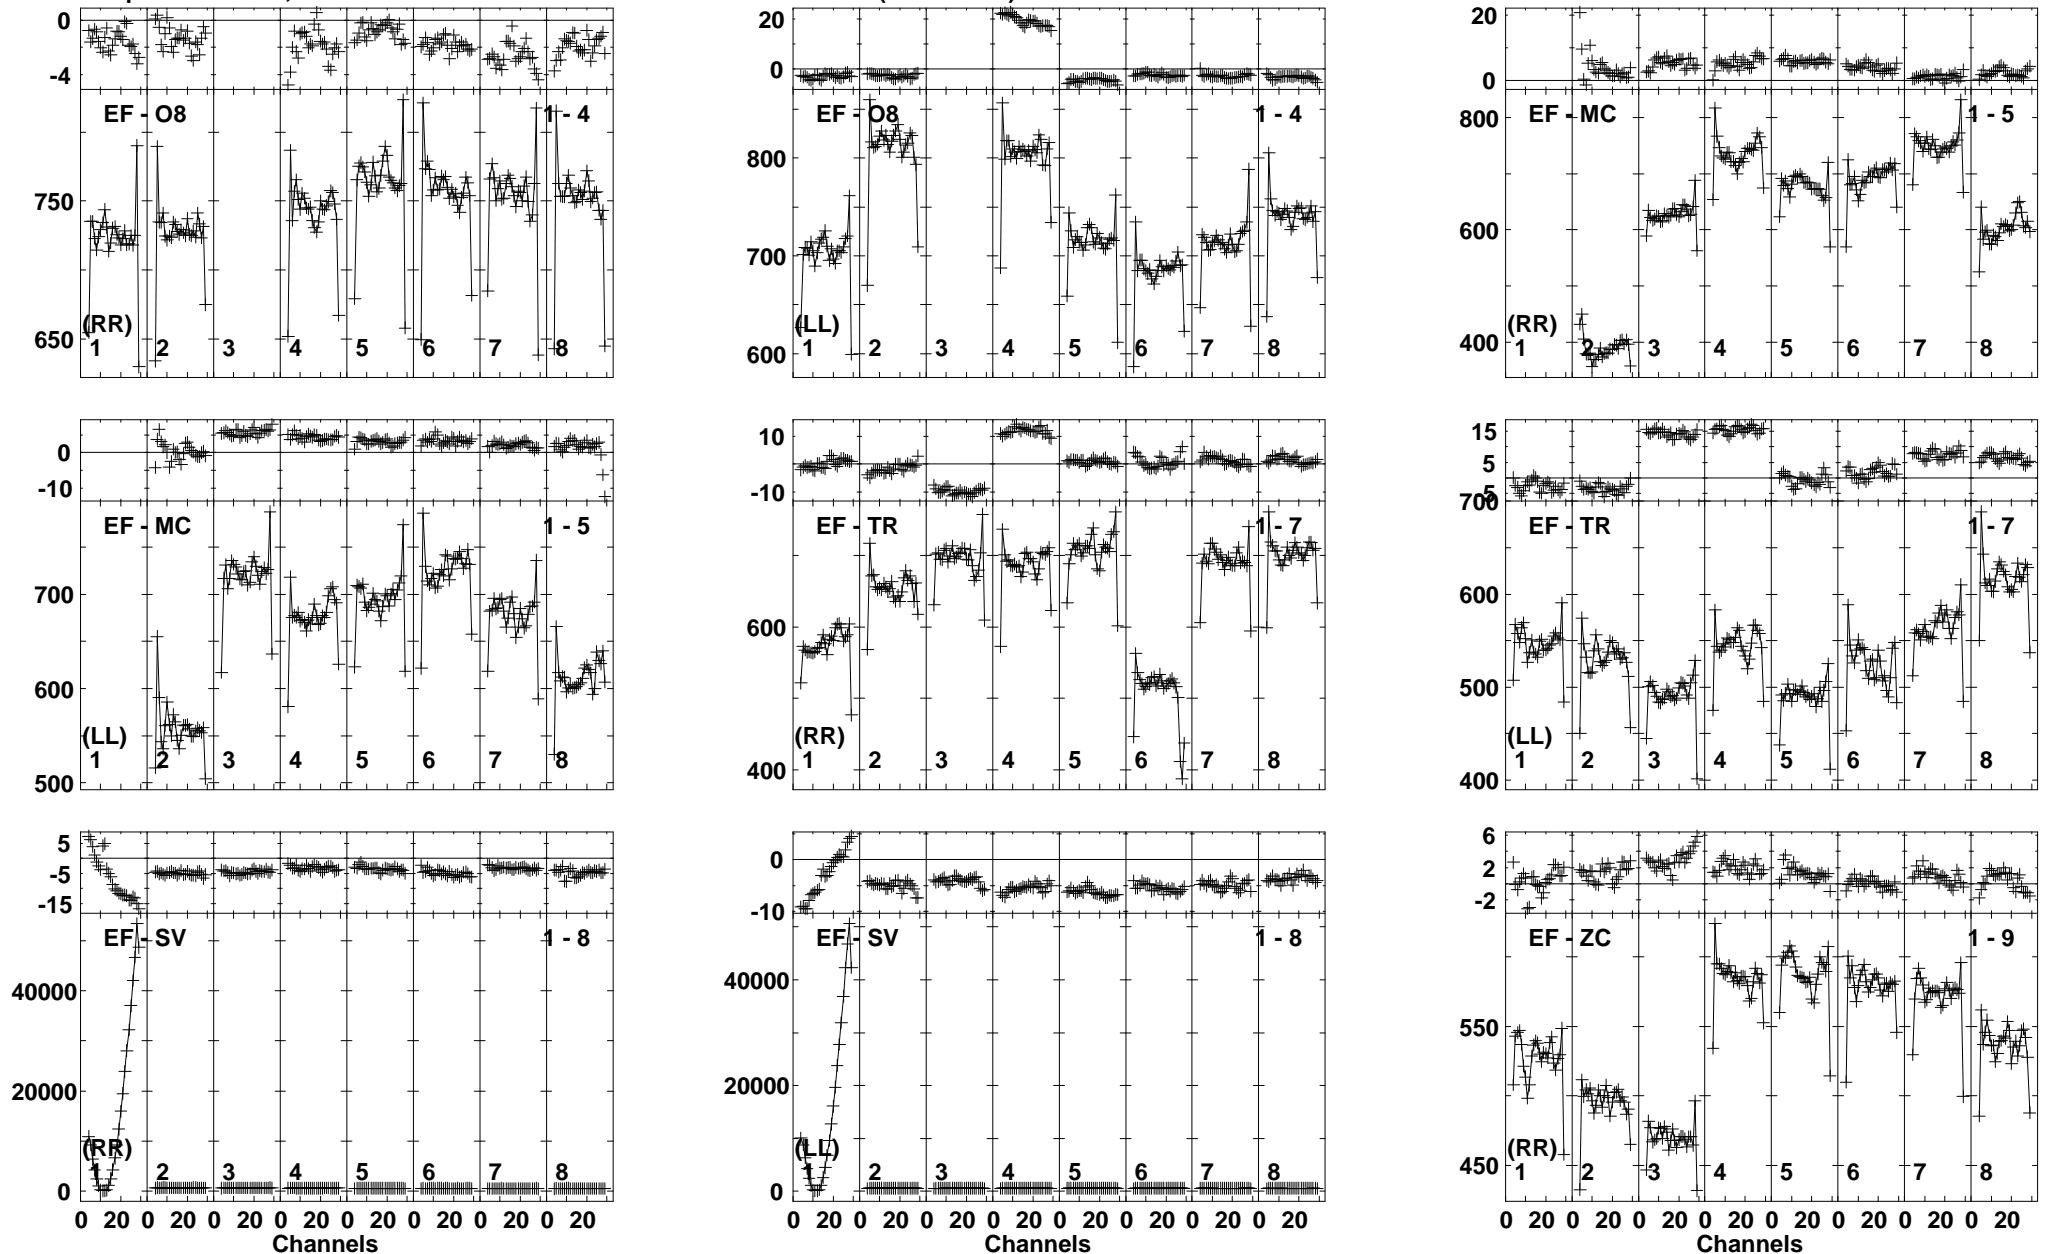 0 -4 EF - O8 1 - 4 750 650 (RR) 1 2 3 4 5 6 7 8
20 0 EF - O8 1 - 4 800 700 600 (LL) 1 2 3 4 5 6 7 8
20 0 EF - MC 1 - 5 800 600 400 (RR) 1 2 3 4 5 6 7 8
0 -10 EF - MC 1 - 5 700 600 500 (LL) 1 2 3 4 5 6 7 8
10 0 -10 EF - TR 1 - 7 600 400 (RR) 1 2 3 4 5 6 7 8
15 5 EF - TR 1 - 7 700 600 500 400 (LL) 1 2 3 4 5 6 7 8
5 -5 -15 EF - SV 1 - 8 40000 20000 0 (RR) 1 2 3 4 5 6 7 8
0 -10 EF - SV 1 - 8 40000 20000 0 (LL) 1 2 3 4 5 6 7 8
6 2 -2 EF - ZC 1 - 9 550 450 (RR) 1 2 3 4 5 6 7 8
0 20 0 20 0 20 0 20 0 20 0 20 0 20 0 20
0 20 0 20 0 20 0 20 0 20 0 20 0 20 0 20
0 20 0 20 0 20 0 20 0 20 0 20 0 20 0 20
Channels
Channels